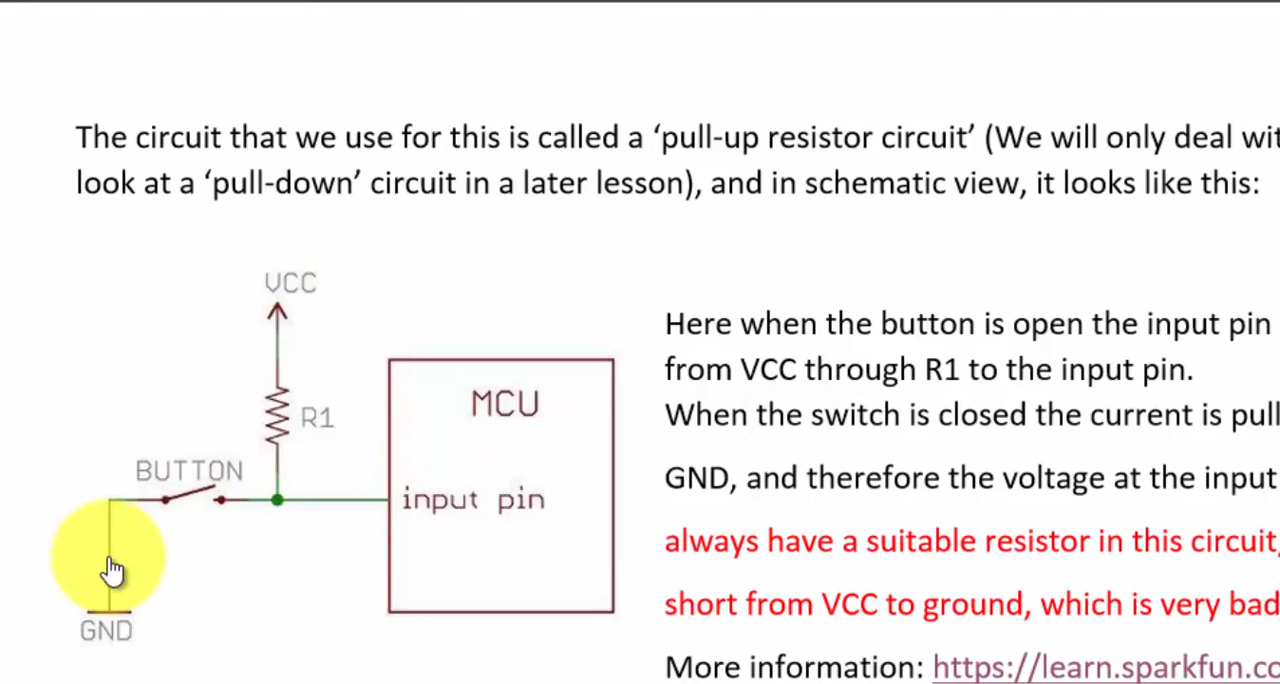 The circuit that we use for this is called a ‘pull-up resistor circuit’ (We will only deal
look at a ‘pull-down’ circuit in a later lesson), and in schematic view, it looks like this:
VCC
R1
BUTTON
GND
MCU
input pin
Here when the button is open the input pin
from VCC through R1 to the input pin.
When the switch is closed the current is
GND, and therefore the voltage at the input
always have a suitable resistor in this circuit,
short from VCC to ground, which is very bad
More information: https://learn.sparkfun.co